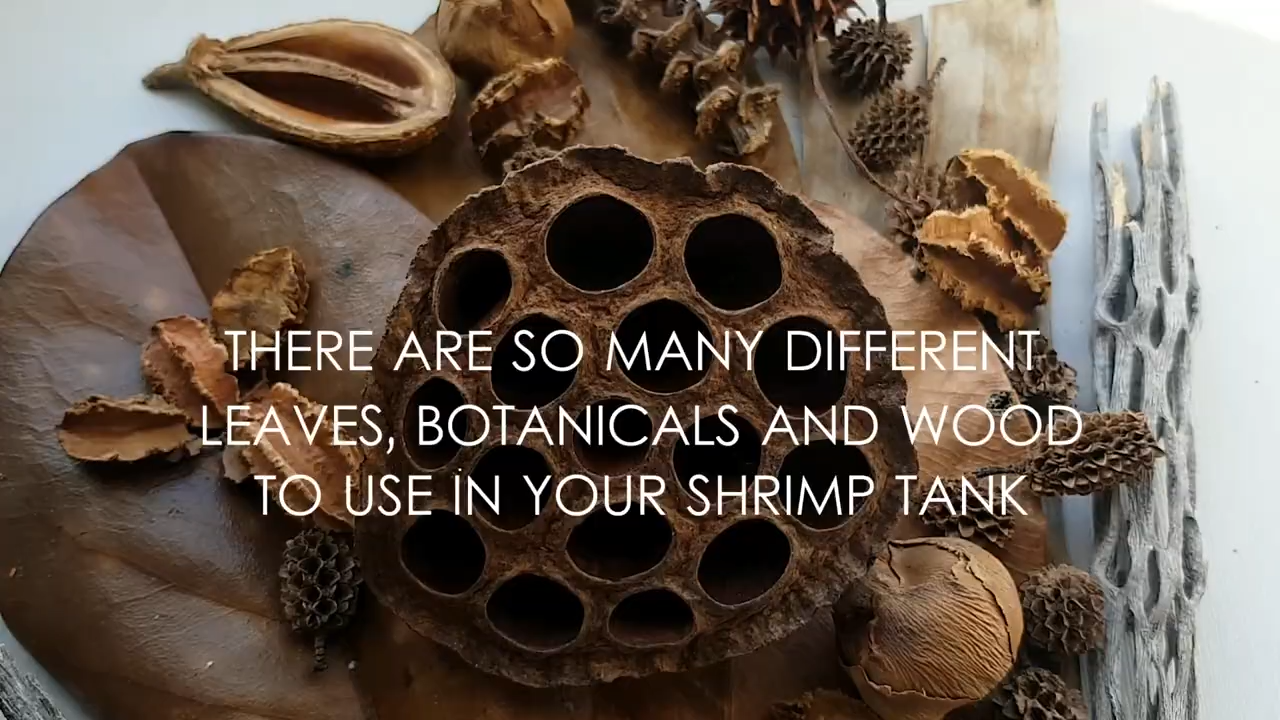 THERE ARE SO MANY DIFFERENT
LEAVES, BOTANICALS AND WOOD
TO USE IN YOUR SHRIMP TANK